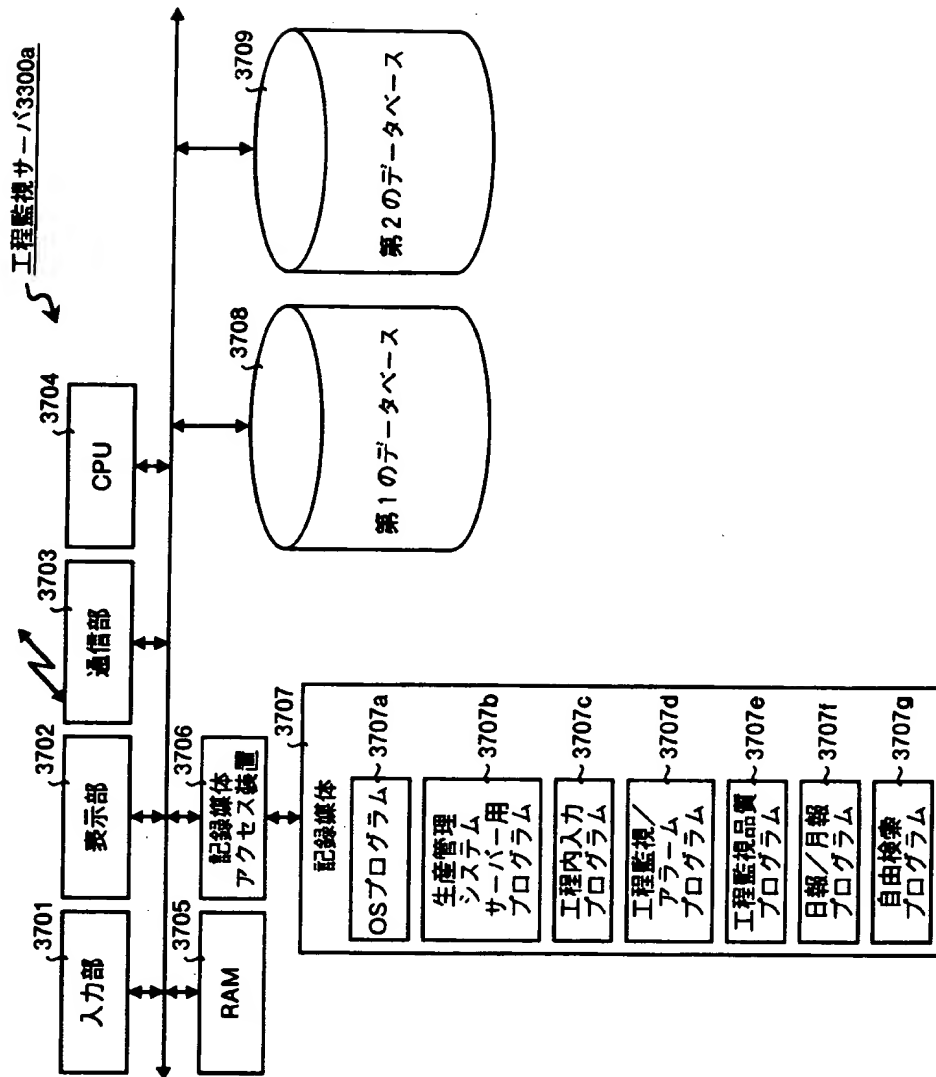 工程監視サーバ3300a
3701
入力部
3702
表示部
3703
通信部
3704
CPU
3705
RAM
3706
記録媒体
アクセス装置
3707
記録媒体
OSプログラム
3707a
生産管理
システム
サーバー用
プログラム
3707b
工程内入力
プログラム
3707c
工程監視/
アラーム
プログラム
3707d
工程監視品質
プログラム
3707e
日報/月報
プログラム
3707f
自由検索
プログラム
3707g
3708
第1のデータベース
3709
第2のデータベース